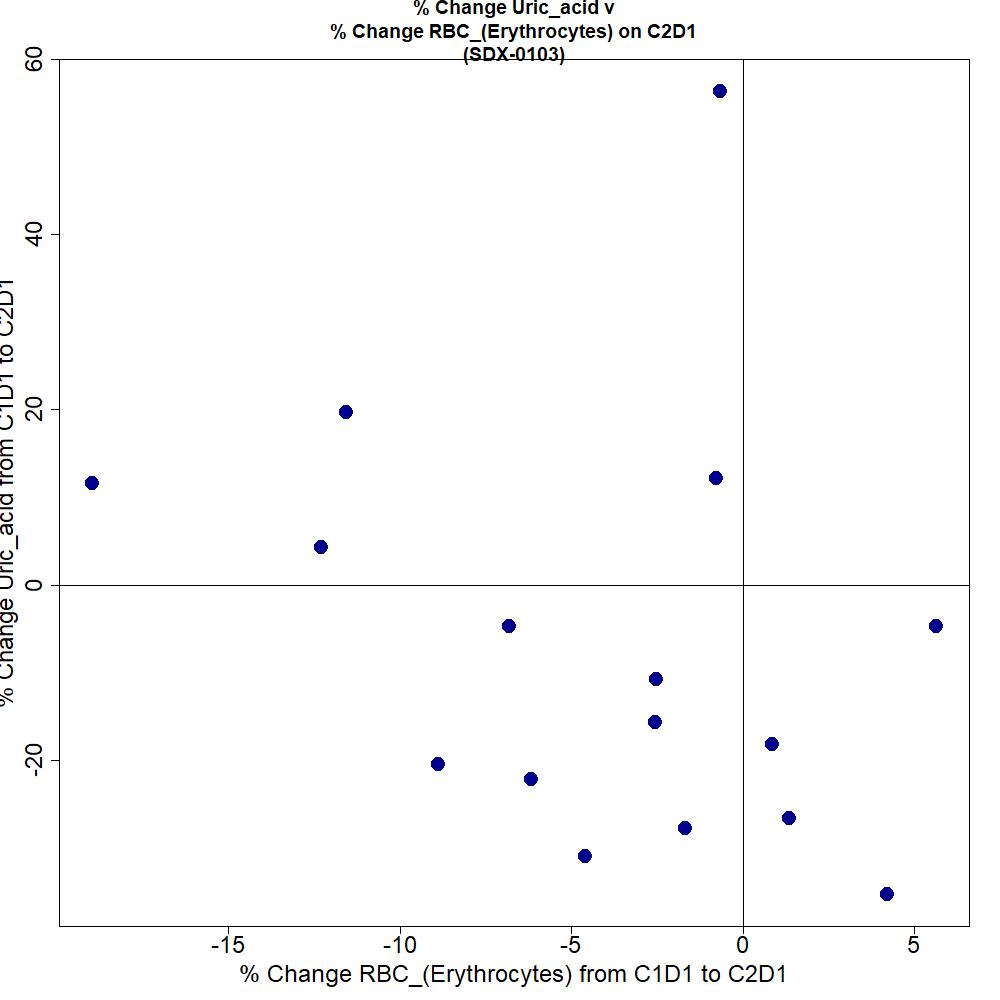 % Change Uric_acid v
% Change RBC_(Erythrocytes) on C2D1
(SDX-0103)
60
40
20
0
-20
% Change Uric_acid from C1D1 to C2D1
-15
-10
-5
0
5
% Change RBC_(Erythrocytes) from C1D1 to C2D1